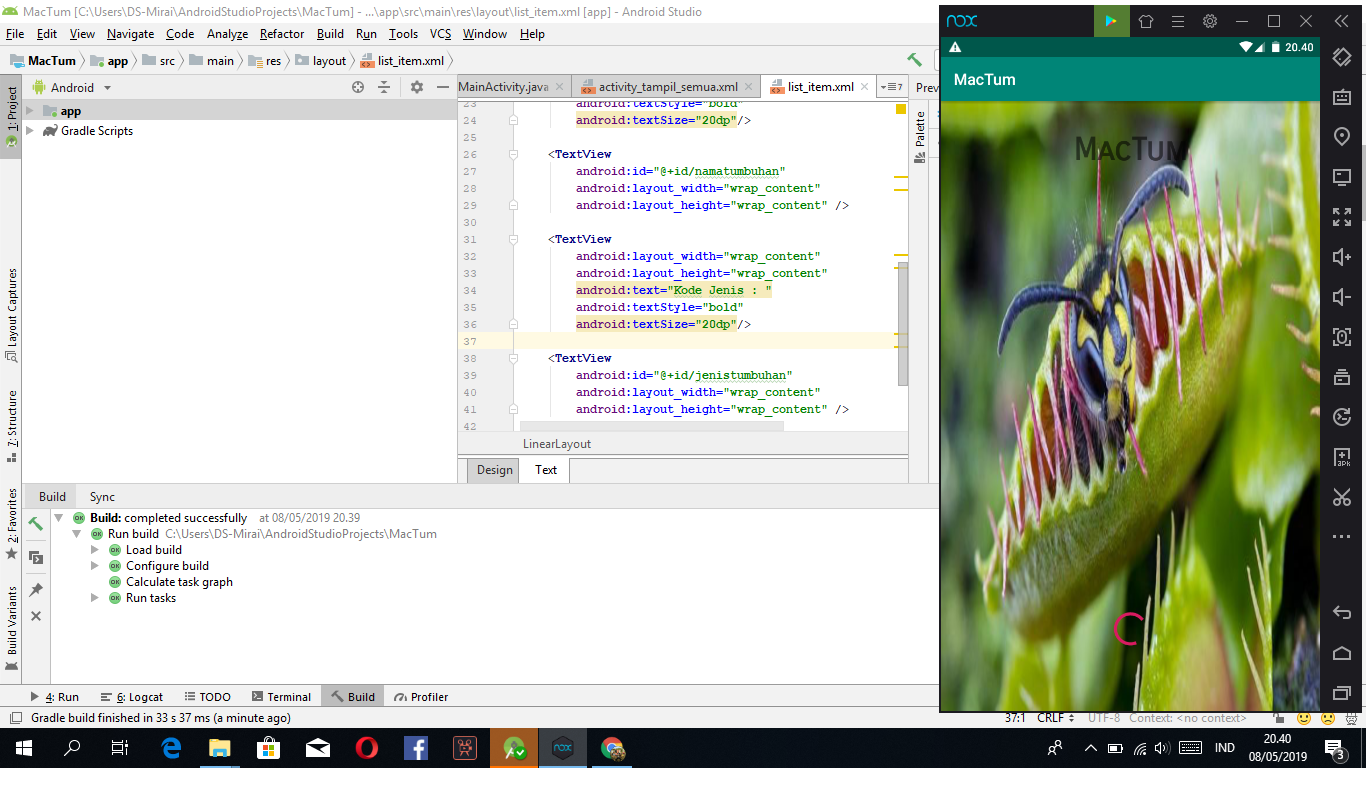 MacTum [C:\Users\DS-Mirai\AndroidStudioProjects\MacTum] - ...\app\src\main\res\layout\list_item.xml [app] - Android Studio
File Edit View Navigate Code Analyze Refactor Build Run Tools VCS Window Help
MacTum app src main res layout list_item.xml
Android
app
Gradle Scripts
1: Project
Layout Captures
7: Structure
2: Favorites
Build Variants
MainActivity.java activity_tampil_semua.xml list_item.xml 7 Prev
Palette
23 android:textStyle="bold"
24 android:textSize="20dp"/>
25
26 <TextView
27 android:id="@+id/namatumbuhan"
28 android:layout_width="wrap_content"
29 android:layout_height="wrap_content" />
30
31 <TextView
32 android:layout_width="wrap_content"
33 android:layout_height="wrap_content"
34 android:text="Kode Jenis : "
35 android:textStyle="bold"
36 android:textSize="20dp"/>
37
38 <TextView
39 android:id="@+id/jenistumbuhan"
40 android:layout_width="wrap_content"
41 android:layout_height="wrap_content" />
42
LinearLayout
Design Text
Build Sync
Build: completed successfully at 08/05/2019 20.39
Run build C:\Users\DS-Mirai\AndroidStudioProjects\MacTum
Load build
Configure build
Calculate task graph
Run tasks
4: Run 6: Logcat TODO Terminal Build Profiler
Gradle build finished in 33 s 37 ms (a minute ago)
37:1 CRLF UTF-8 Context: <no context>
nox
20.40
MacTum
MacTum
APK
nox
IND
20.40
08/05/2019
3